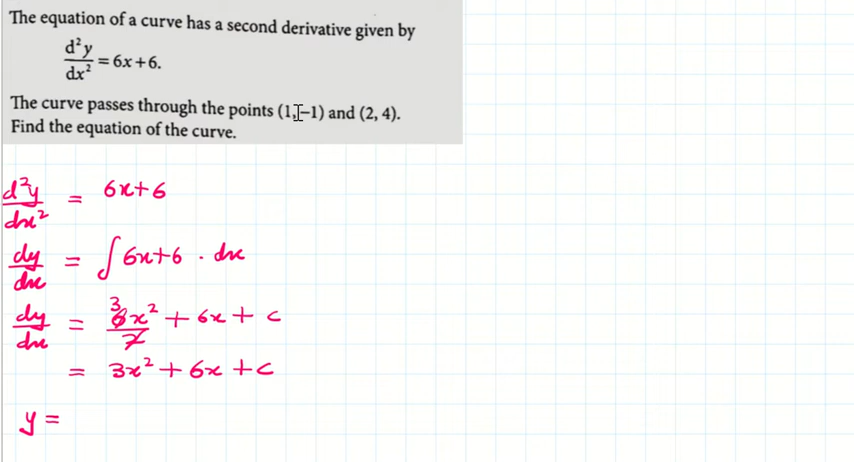 The equation of a curve has a second derivative given by
d²y/dx² = 6x+6.
The curve passes through the points (1,−1) and (2, 4).
Find the equation of the curve.
d²y/dx² = 6x+6
dy/dx = ∫ 6x+6 · dx
dy/dx = 3 6x²/2 + 6x + c
= 3x² + 6x + c
y =